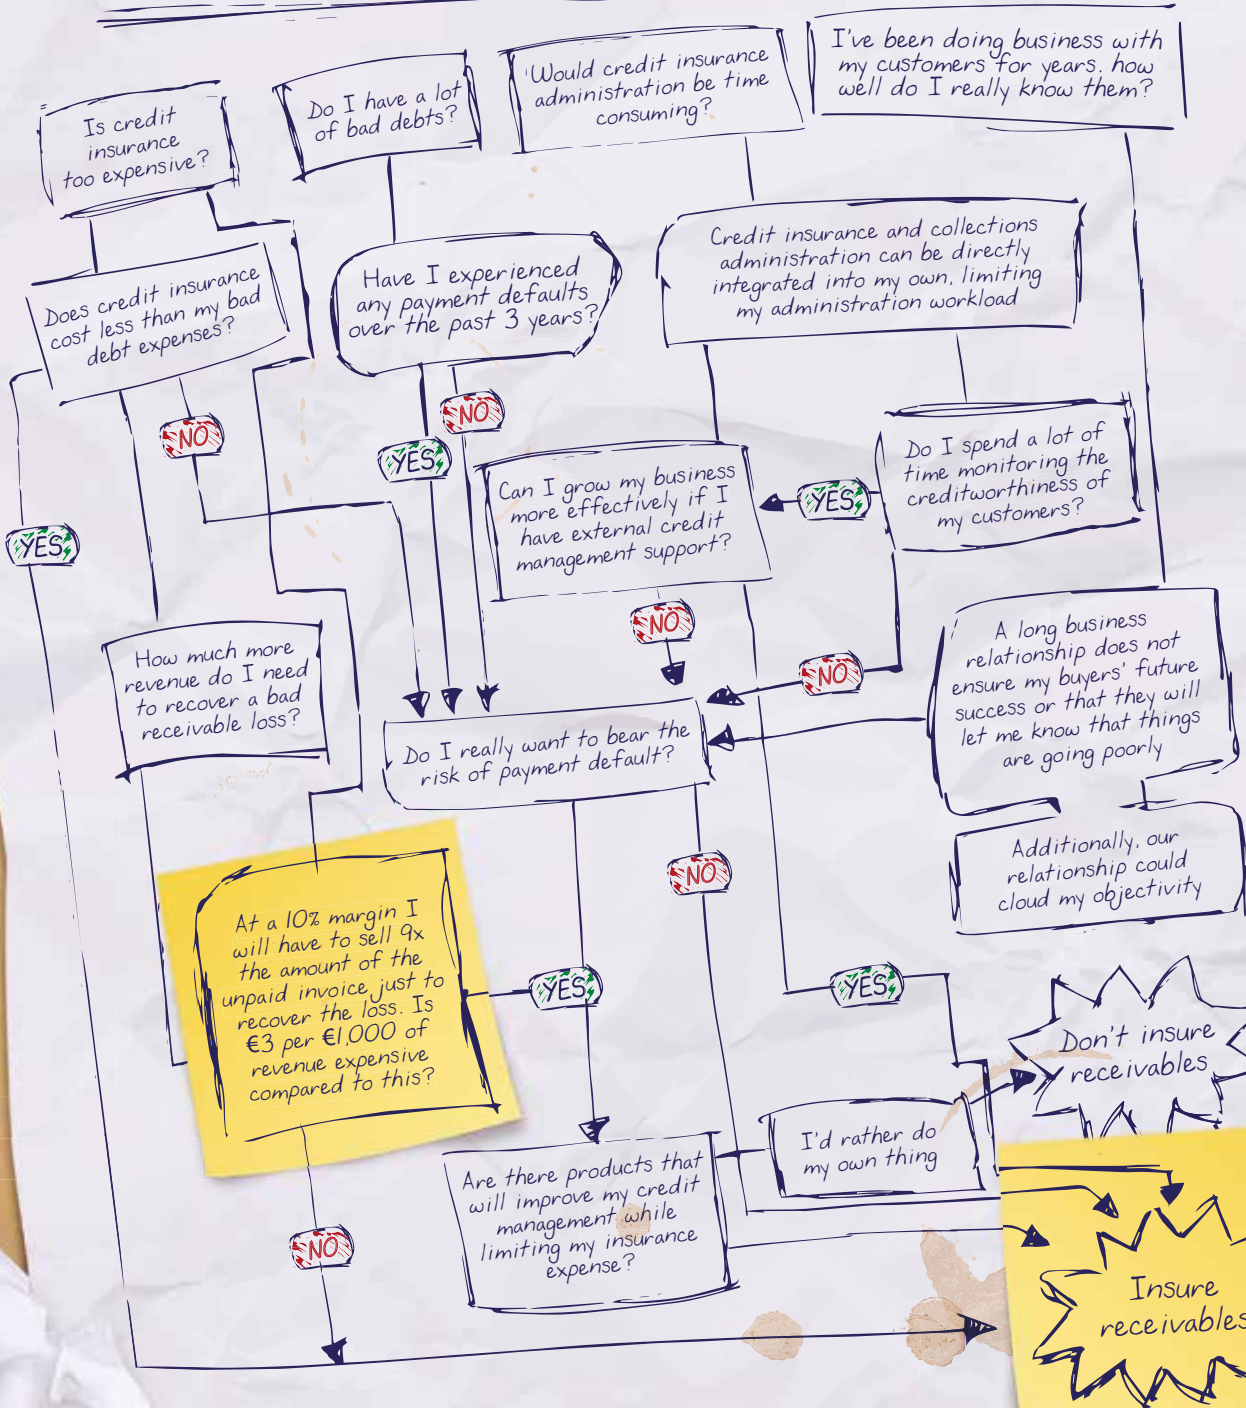 Is credit
insurance
too expensive?
Do I have a lot
of bad debts?
'Would credit insurance
administration be time
consuming?
I've been doing business with
my customers for years. how
well do I really know them?
Does credit insurance
cost less than my bad
debt expenses?
Have I experienced
any payment defaults
over the past 3 years?
Credit insurance and collections
administration can be directly
integrated into my own, limiting
my administration workload
NO
NO
YES
YES
Can I grow my business
more effectively if I
have external credit
management support?
YES
Do I spend a lot of
time monitoring the
creditworthiness of
my customers?
NO
NO
How much more
revenue do I need
to recover a bad
receivable loss?
Do I really want to bear the
risk of payment default?
A long business
relationship does not
ensure my buyers' future
success or that they will
let me know that things
are going poorly
Additionally, our
relationship could
cloud my objectivity
NO
At a 10% margin I
will have to sell 9x
the amount of the
unpaid invoice just to
recover the loss. Is
€3 per €1,000 of
revenue expensive
compared to this?
YES
YES
Don't insure
receivables
I'd rather do
my own thing
Are there products that
will improve my credit
management while
limiting my insurance
expense?
NO
Insure
receivables